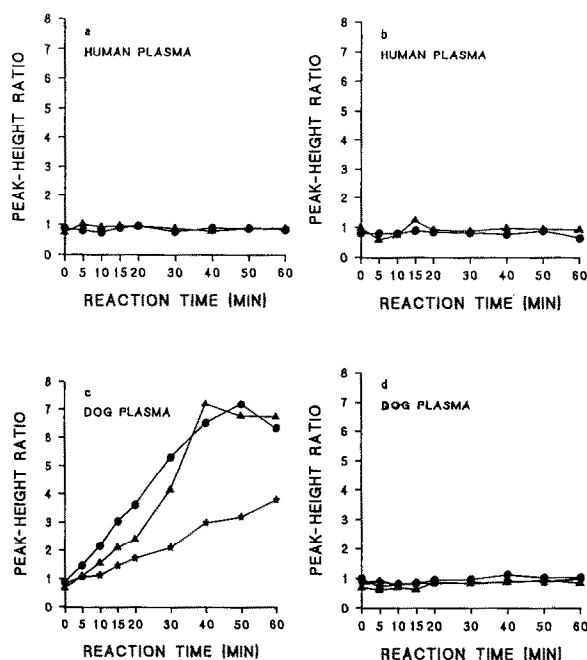 a
HUMAN PLASMA
PEAK-HEIGHT RATIO
8
7
6
5
4
3
2
1
0
0 5 10 15 20 30 40 50 60
REACTION TIME (MIN)
b
HUMAN PLASMA
PEAK-HEIGHT RATIO
8
7
6
5
4
3
2
1
0
0 5 10 15 20 30 40 50 60
REACTION TIME (MIN)
c
DOG PLASMA
PEAK-HEIGHT RATIO
8
7
6
5
4
3
2
1
0
0 5 10 15 20 30 40 50 60
REACTION TIME (MIN)
d
DOG PLASMA
PEAK-HEIGHT RATIO
8
7
6
5
4
3
2
1
0
0 5 10 15 20 30 40 50 60
REACTION TIME (MIN)